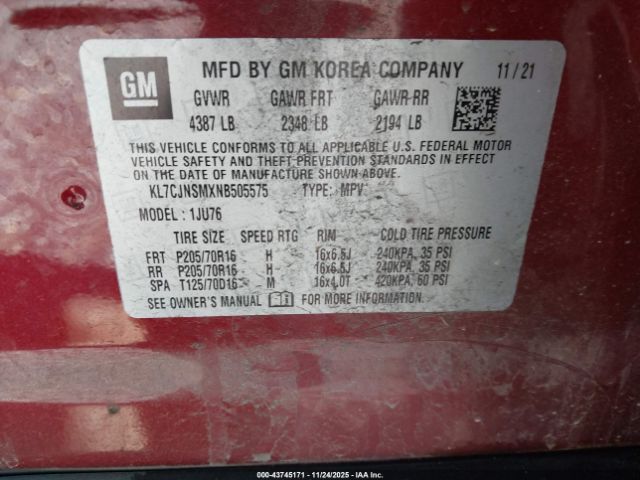 GM
MFD BY GM KOREA COMPANY 11/21
GVWR GAWR FRT GAWR RR
4387 LB 2348 LB 2194 LB
THIS VEHICLE CONFORMS TO ALL APPLICABLE U.S. FEDERAL MOTOR
VEHICLE SAFETY AND THEFT-PREVENTION STANDARDS IN EFFECT
ON THE DATE OF MANUFACTURE SHOWN ABOVE.
KL7CJNSMXNB505575 TYPE: MPV
MODEL: 1JU76
TIRE SIZE SPEED RTG RIM COLD TIRE PRESSURE
FRT P205/70R16 H 16x6.5J 240KPA, 35 PSI
RR P205/70R16 H 16x6.5J 240KPA, 35 PSI
SPA T125/70D16 M 16x4.0T 420KPA, 60 PSI
SEE OWNER'S MANUAL FOR MORE INFORMATION.
000-43745171 - 11/24/2025 - IAAI.COM